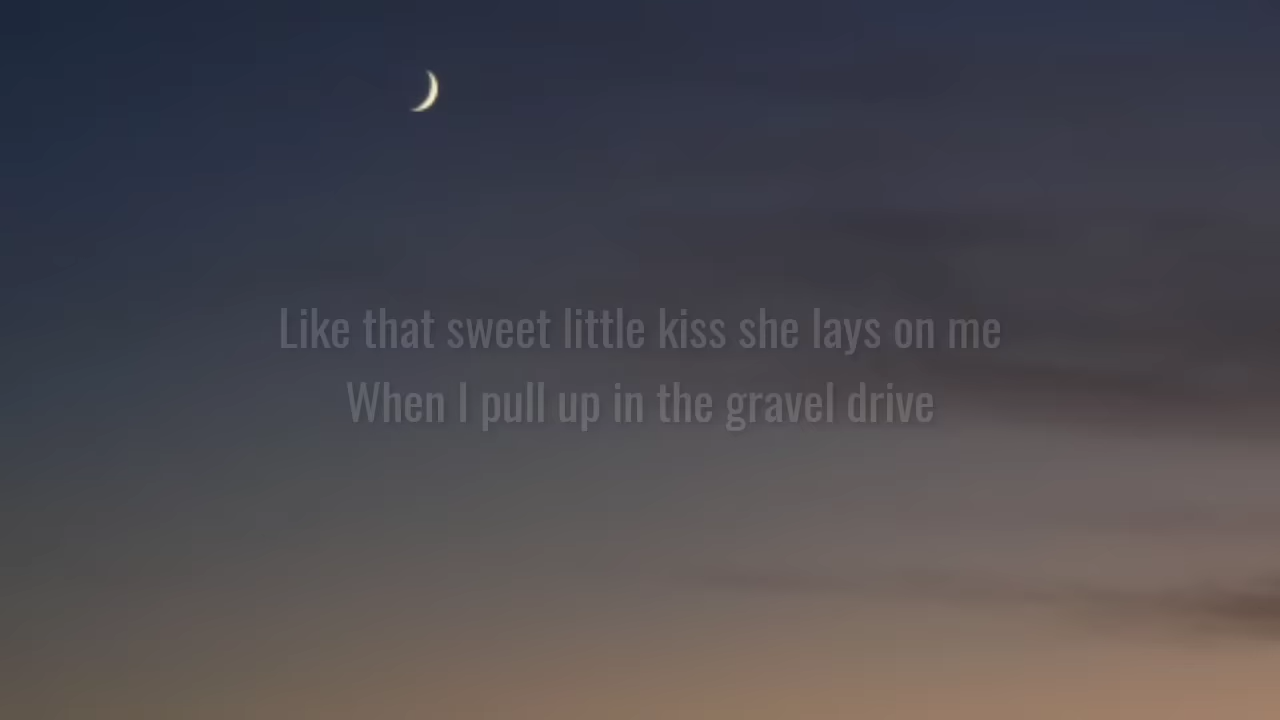 Like that sweet little kiss she lays on me
When I pull up in the gravel drive